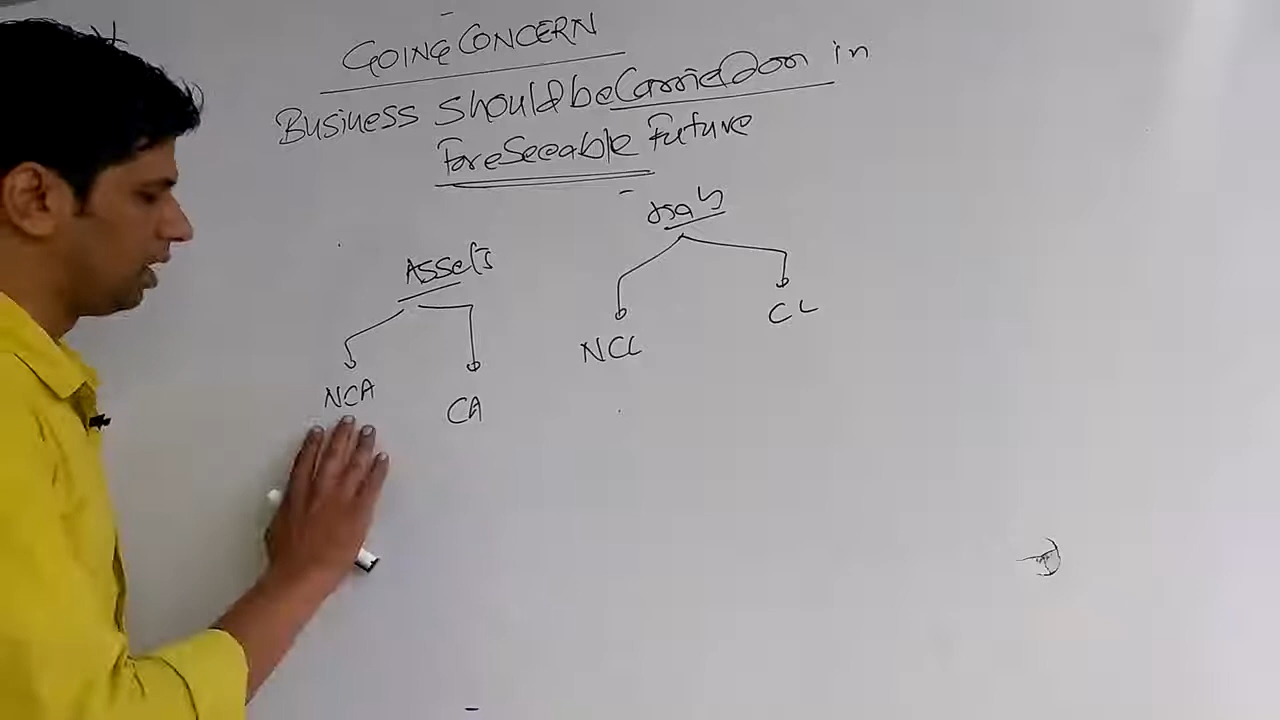 GOING CONCERN
Business should be Carried on in
foreseeable future
Assets
NCA
CA
NCL
CL